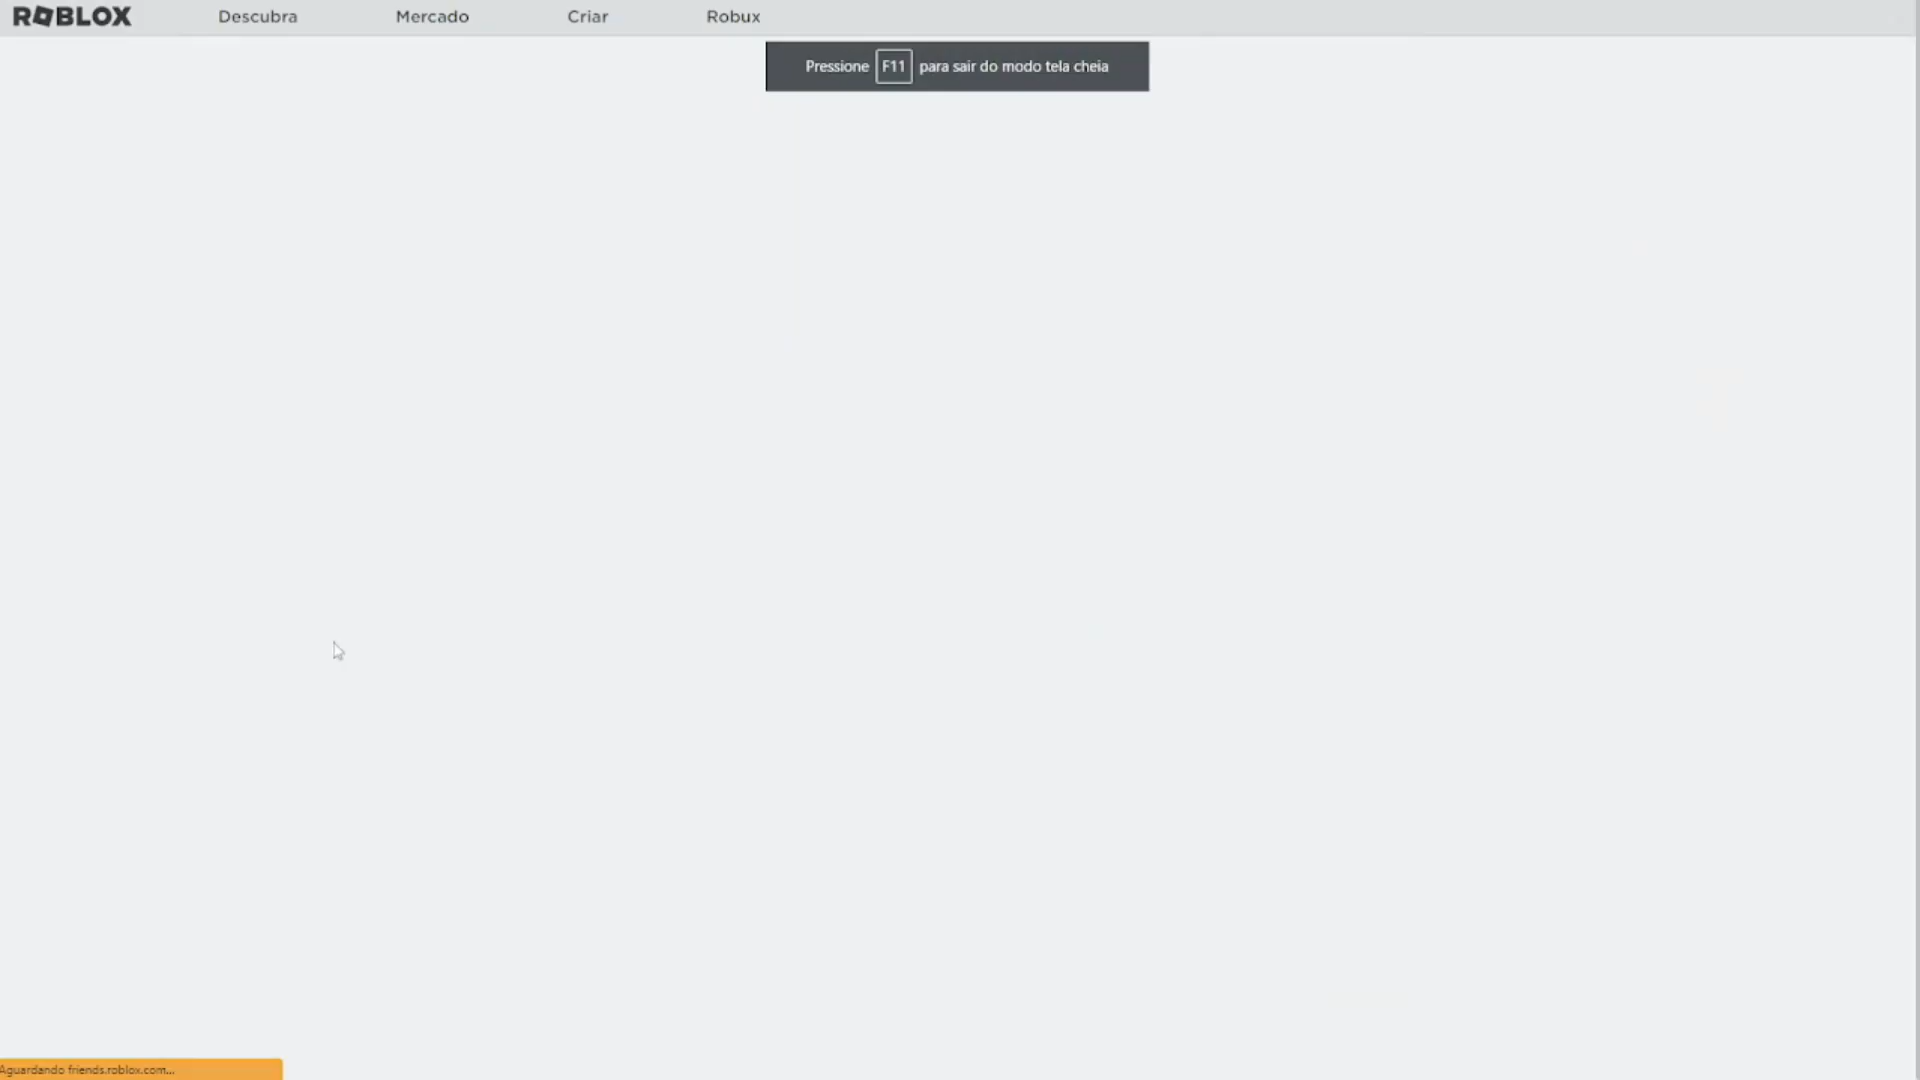 ROBLOX Descubra Mercado Criar Robux
Pressione F11 para sair do modo tela cheia
Aguardando friends.roblox.com...